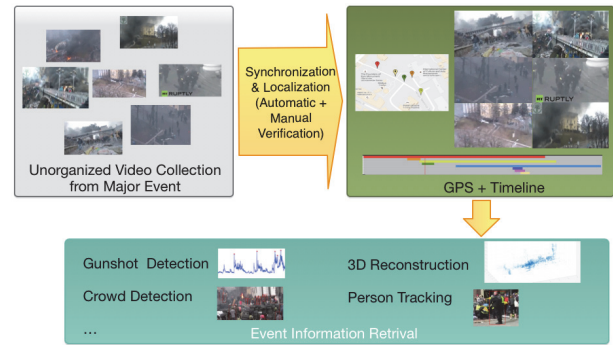 Unorganized Video Collection
from Major Event
RUPTLY
Synchronization
& Localization
(Automatic +
Manual
Verification)
RUPTLY
GPS + Timeline
Gunshot Detection
3D Reconstruction
Crowd Detection
Person Tracking
...
Event Information Retrival